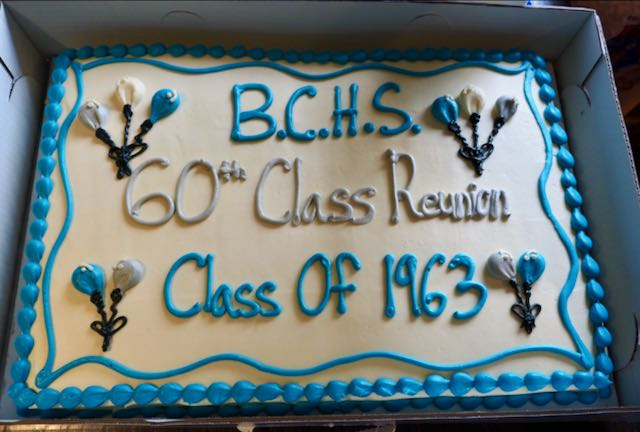 B.C.H.S.
60th Class Reunion
Class Of 1963